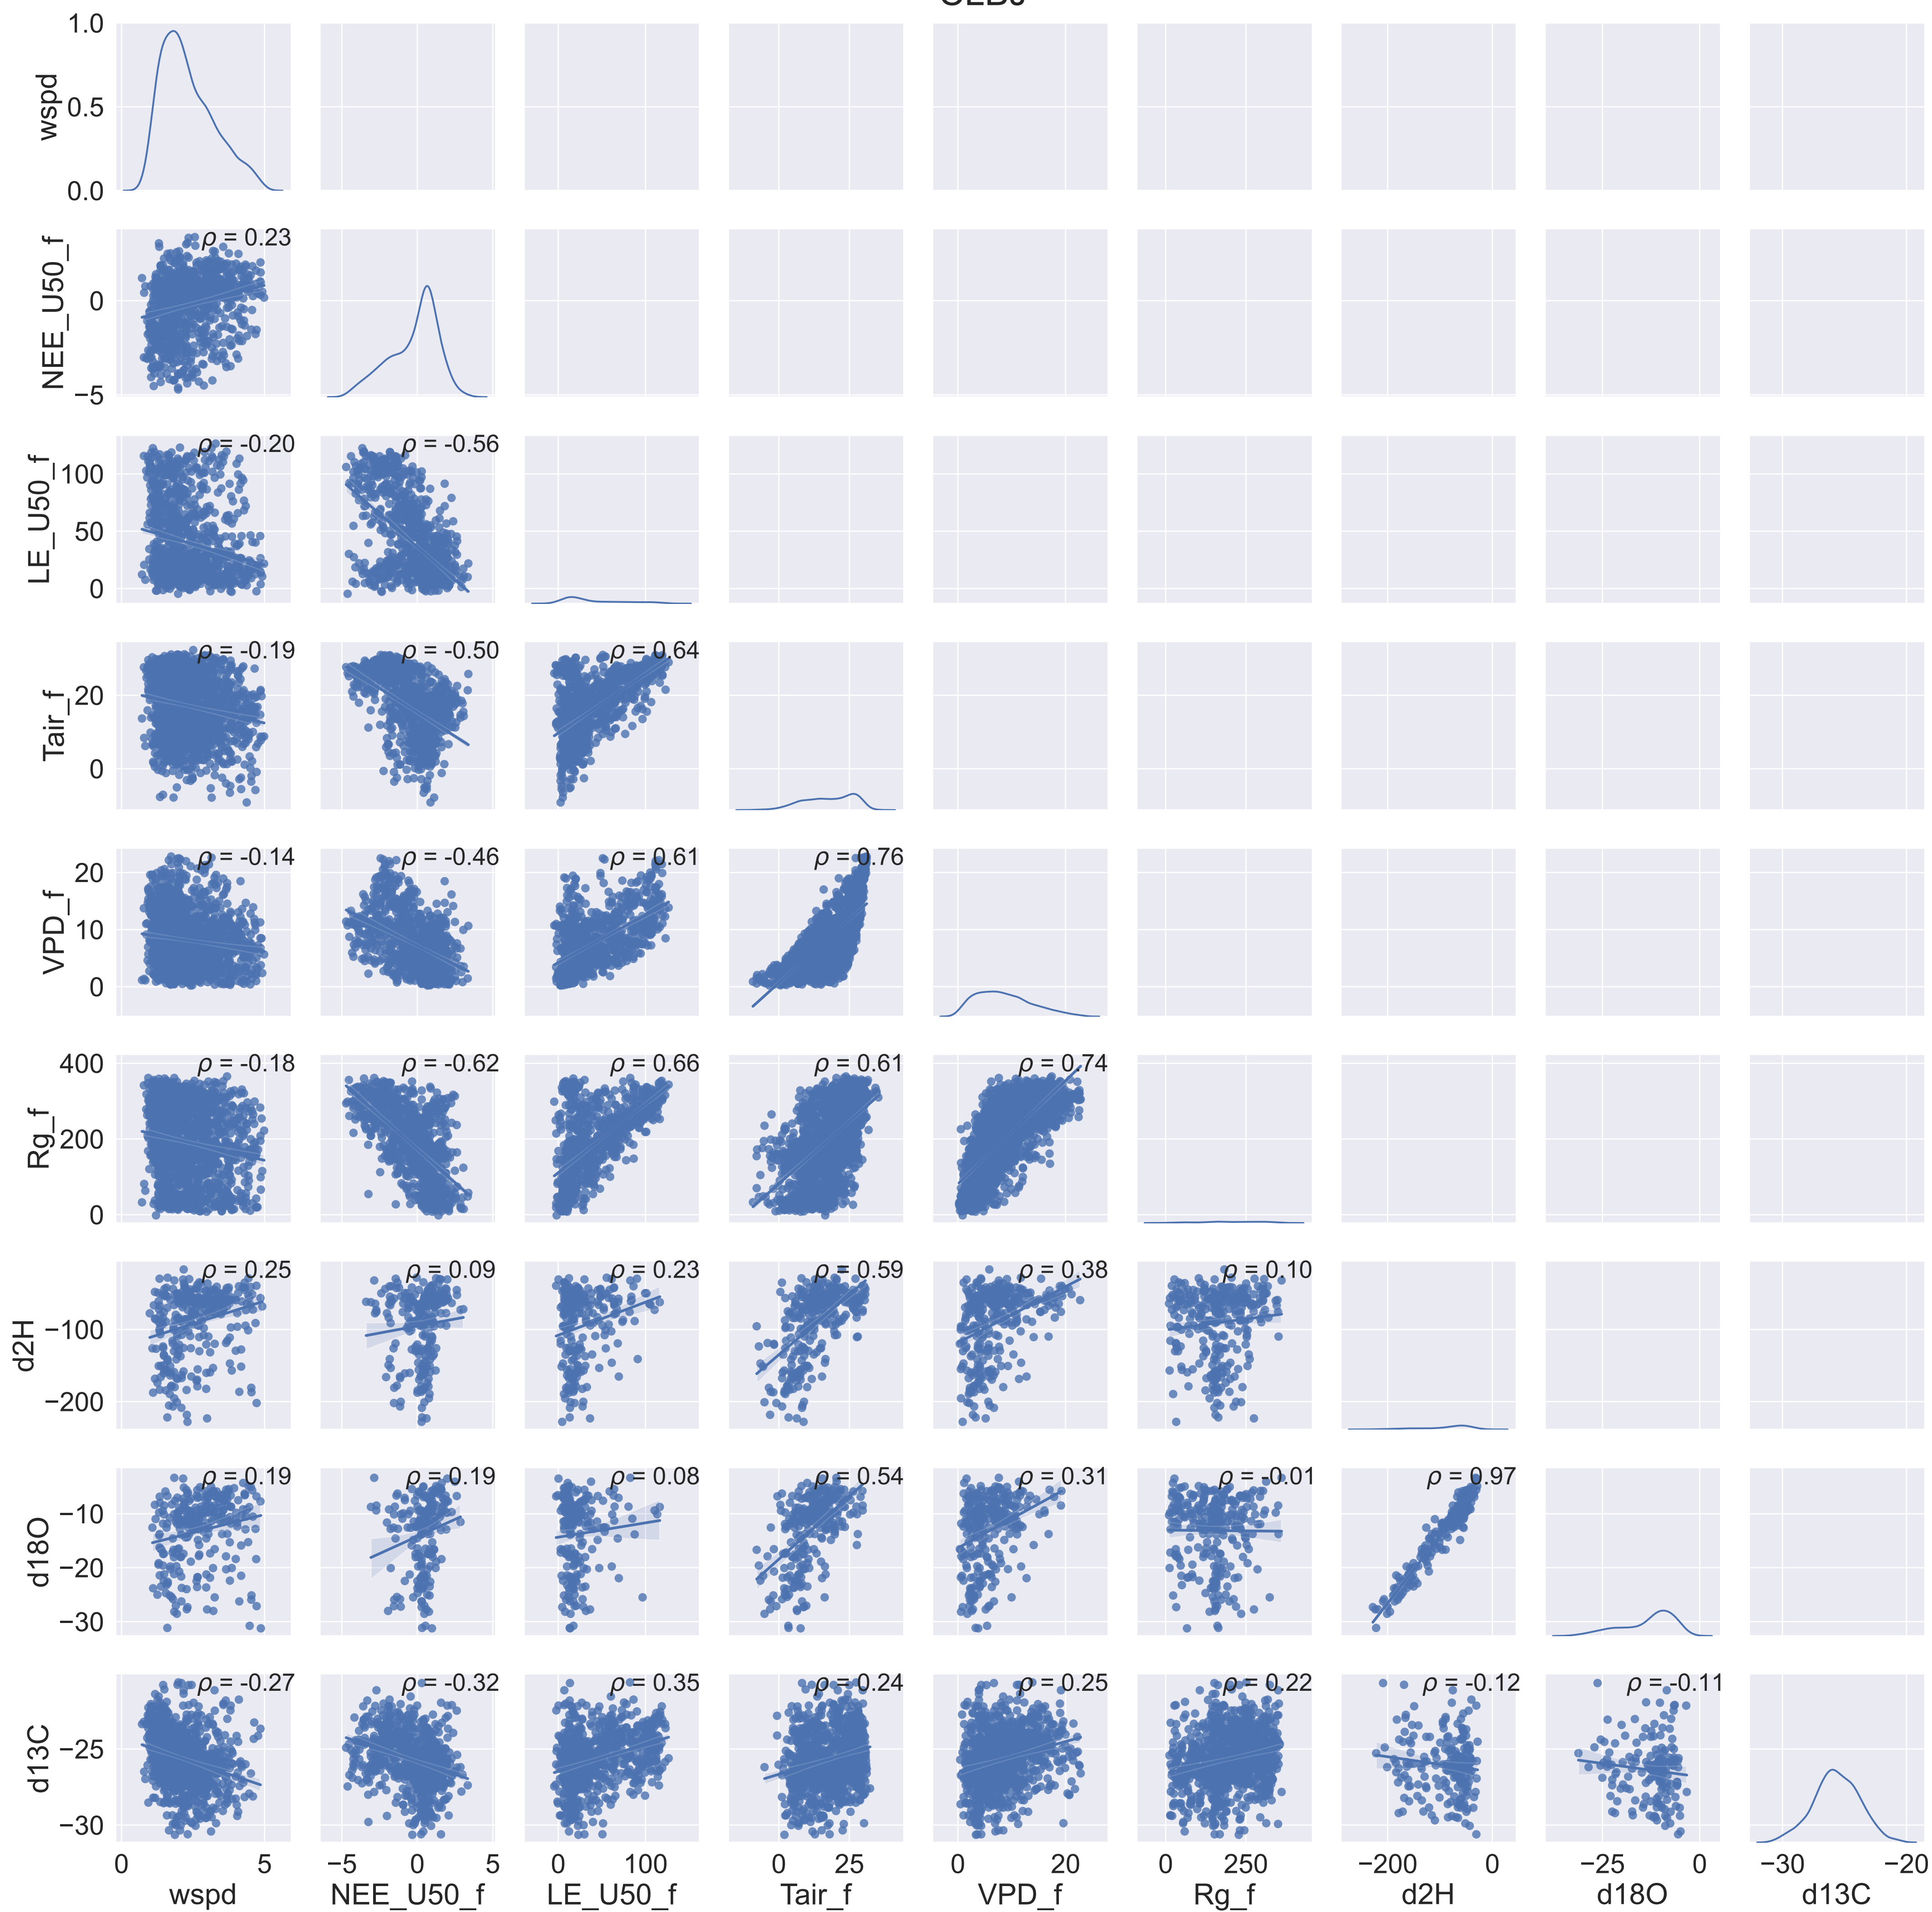 1.0
0.5
0.0
wspd
ρ = 0.23
0
−5
NEE_U50_f
ρ = -0.20 ρ = -0.56
100
50
0
LE_U50_f
ρ = -0.19 ρ = -0.50 ρ = 0.64
20
0
Tair_f
ρ = -0.14 ρ = -0.46 ρ = 0.61 ρ = 0.76
20
10
0
VPD_f
ρ = -0.18 ρ = -0.62 ρ = 0.66 ρ = 0.61 ρ = 0.74
400
200
0
Rg_f
ρ = 0.25 ρ = 0.09 ρ = 0.23 ρ = 0.59 ρ = 0.38 ρ = 0.10
−100
−200
d2H
ρ = 0.19 ρ = 0.19 ρ = 0.08 ρ = 0.54 ρ = 0.31 ρ = -0.01 ρ = 0.97
−10
−20
−30
d18O
ρ = -0.27 ρ = -0.32 ρ = 0.35 ρ = 0.24 ρ = 0.25 ρ = 0.22 ρ = -0.12 ρ = -0.11
−25
−30
d13C
0 5 −5 0 5 0 100 0 25 0 20 0 250 −200 0 −25 0 −30 −20
wspd NEE_U50_f LE_U50_f Tair_f VPD_f Rg_f d2H d18O d13C